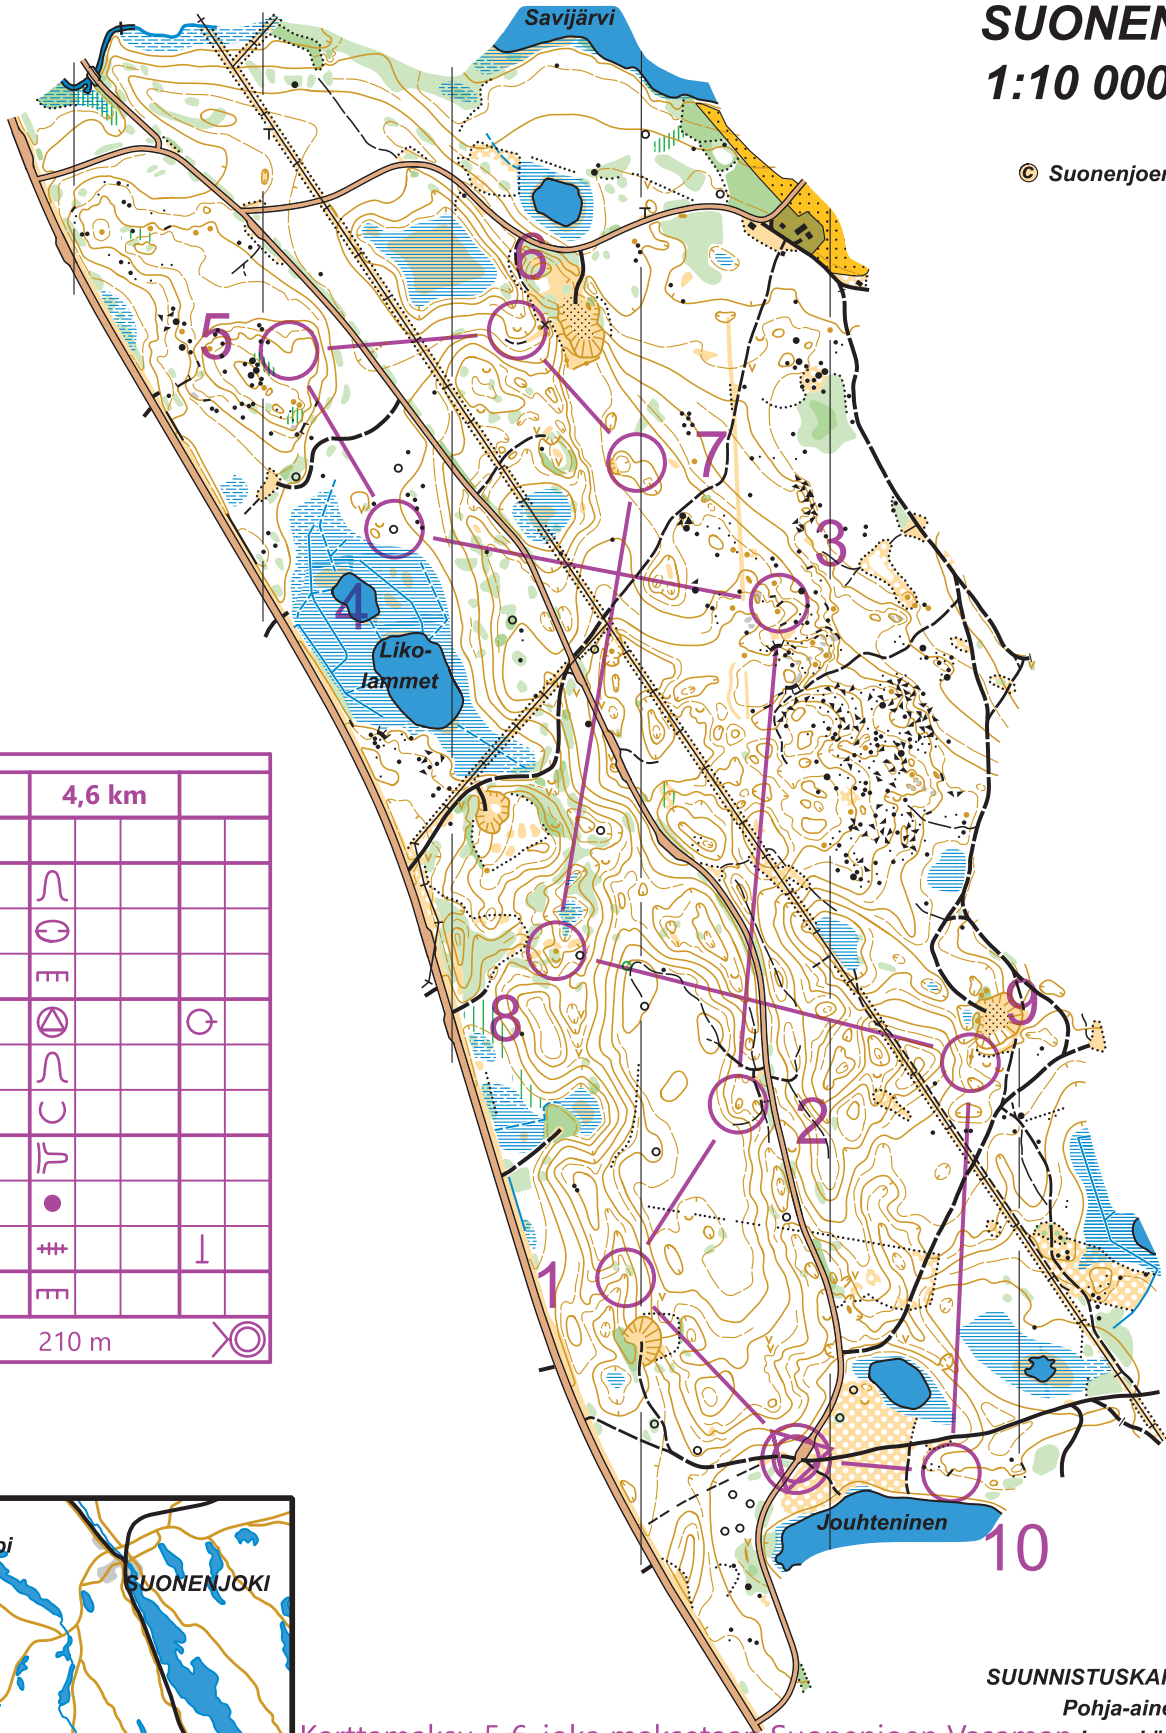 Savijärvi
SUONEN
1:10 000
© Suonenjoen
6
5
7
3
4
Liko-
lammet
4,6 km
9
8
2
1
210 m
Jouhteninen
10
SUONENJOKI
SUUNNISTUSKA
Pohja-aine